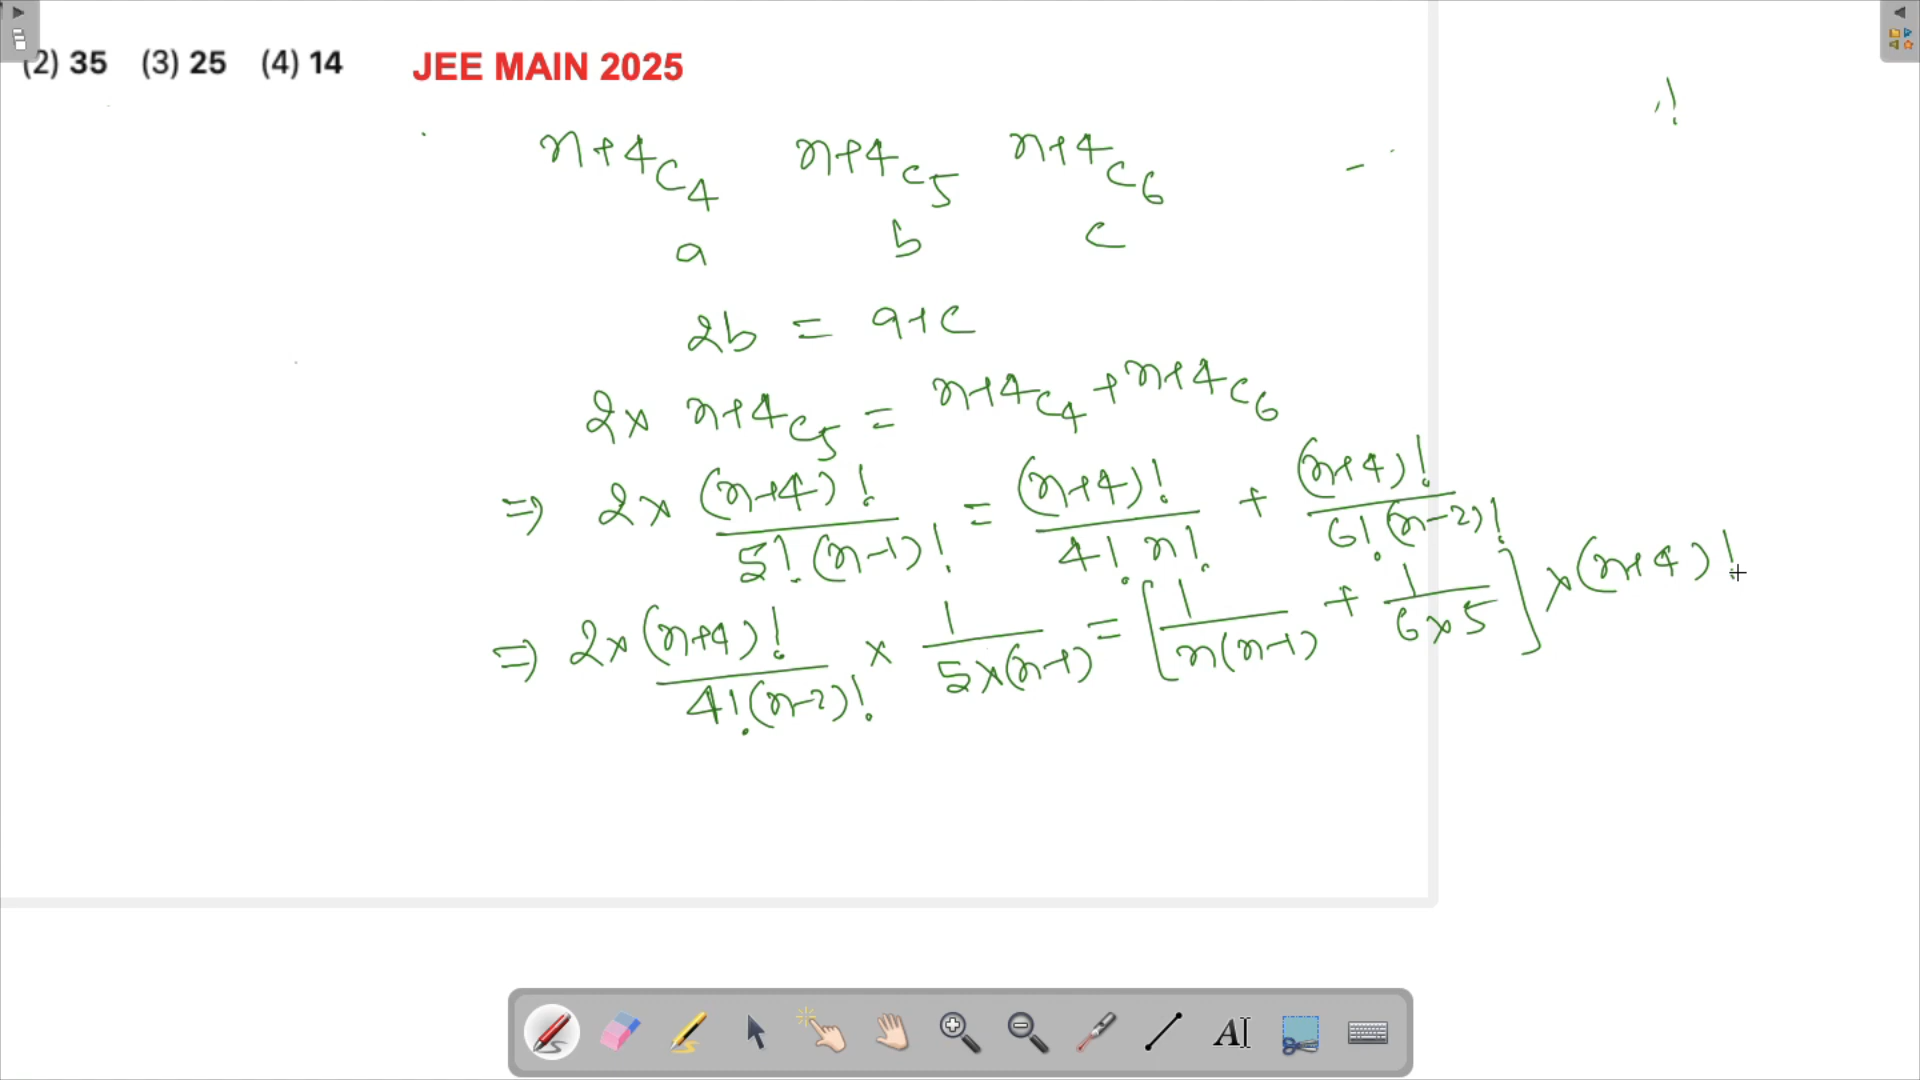 (2) 35 (3) 25 (4) 14 JEE MAIN 2025
!
n+4C4 n+4C5 n+4C6
a b c
2b = a+c
2× n+4C5 = n+4C4 + n+4C6
⇒ 2× (n+4)!/5!(n-1)! = (n+4)!/4! n! + (n+4)!/6!(n-2)!
⇒ 2×(n+4)!/4!(n-2)! × 1/5×(n-1) = [1/n(n-1) + 1/6×5] ×(n+4)!
AI